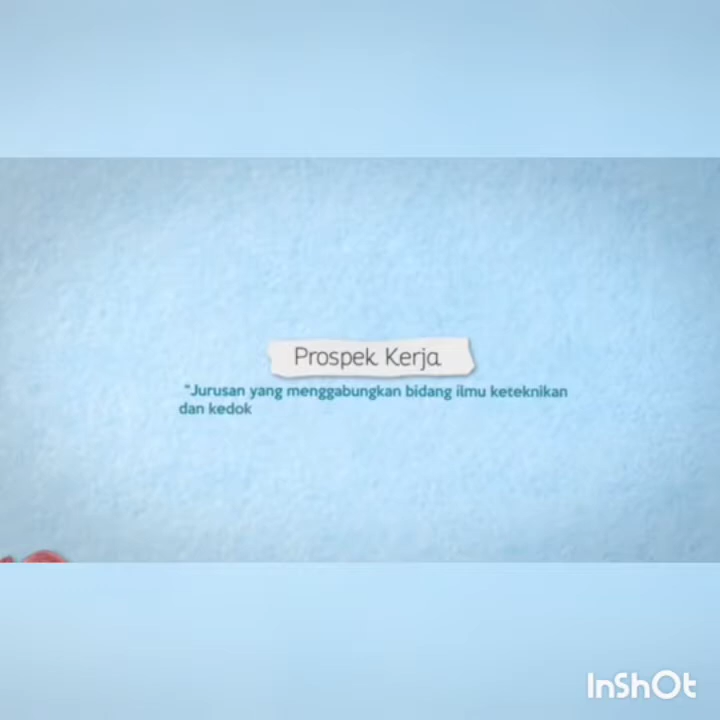 Prospek Kerja
"Jurusan yang menggabungkan bidang ilmu keteknikan
dan kedok
InShOt